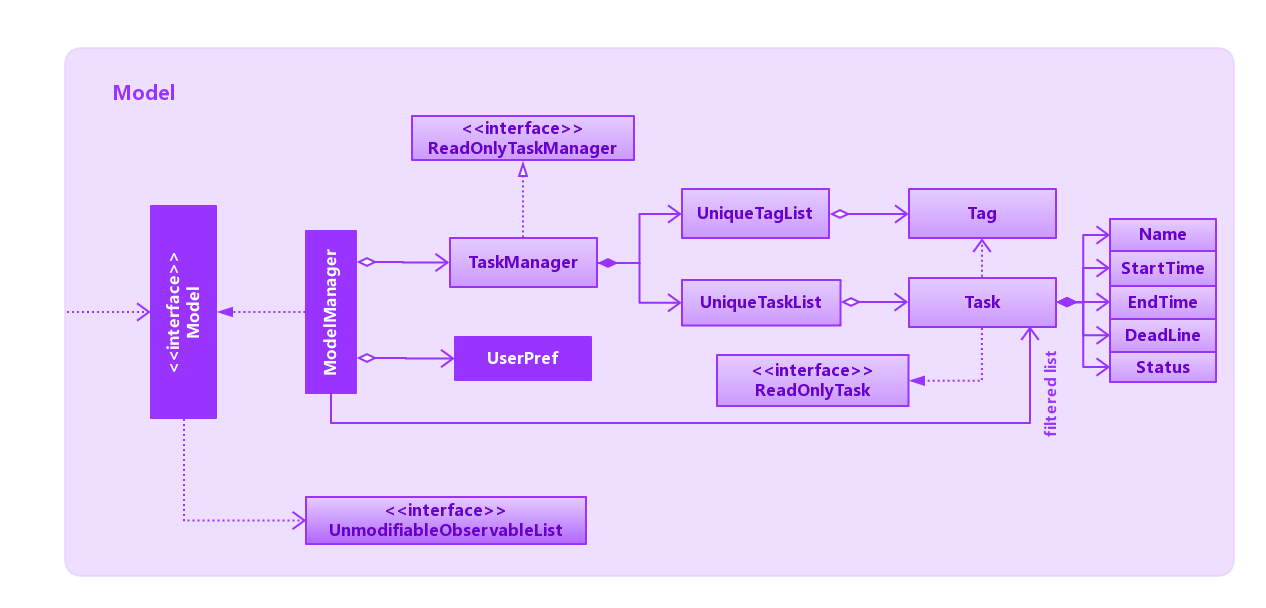 Model
<<interface>>
ReadOnlyTaskManager
<<interface>>
Model
ModelManager
TaskManager
UserPref
UniqueTagList
UniqueTaskList
Tag
Task
Name
StartTime
EndTime
DeadLine
Status
<<interface>>
ReadOnlyTask
filtered list
<<interface>>
UnmodifiableObservableList